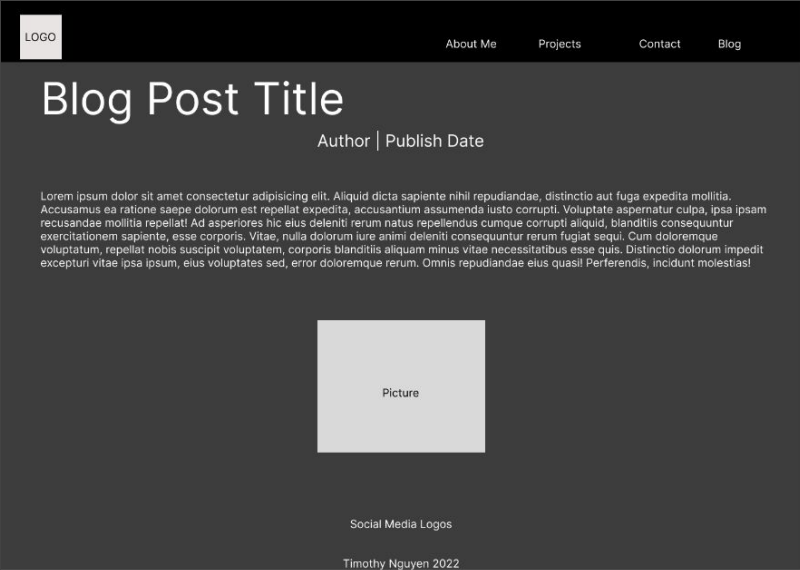 LOGO
About Me Projects Contact Blog
Blog Post Title
Author | Publish Date
Lorem ipsum dolor sit amet consectetur adipisicing elit. Aliquid dicta sapiente nihil repudiandae, distinctio aut fuga expedita mollitia.
Accusamus ea ratione saepe dolorum est repellat expedita, accusantium assumenda iusto corrupti. Voluptate aspernatur culpa, ipsa ipsam
recusandae mollitia repellat! Ad asperiores hic eius deleniti rerum natus repellendus cumque corrupti aliquid, blanditiis consequuntur
exercitationem sapiente, esse corporis. Vitae, nulla dolorum iure animi deleniti consequuntur rerum fugiat sequi. Cum doloremque
voluptatum, repellat nobis suscipit voluptatem, corporis blanditiis aliquam minus vitae necessitatibus esse quis. Distinctio dolorum impedit
excepturi vitae ipsa ipsum, eius voluptates sed, error doloremque rerum. Omnis repudiandae eius quasi! Perferendis, incidunt molestias!
Picture
Social Media Logos
Timothy Nguyen 2022